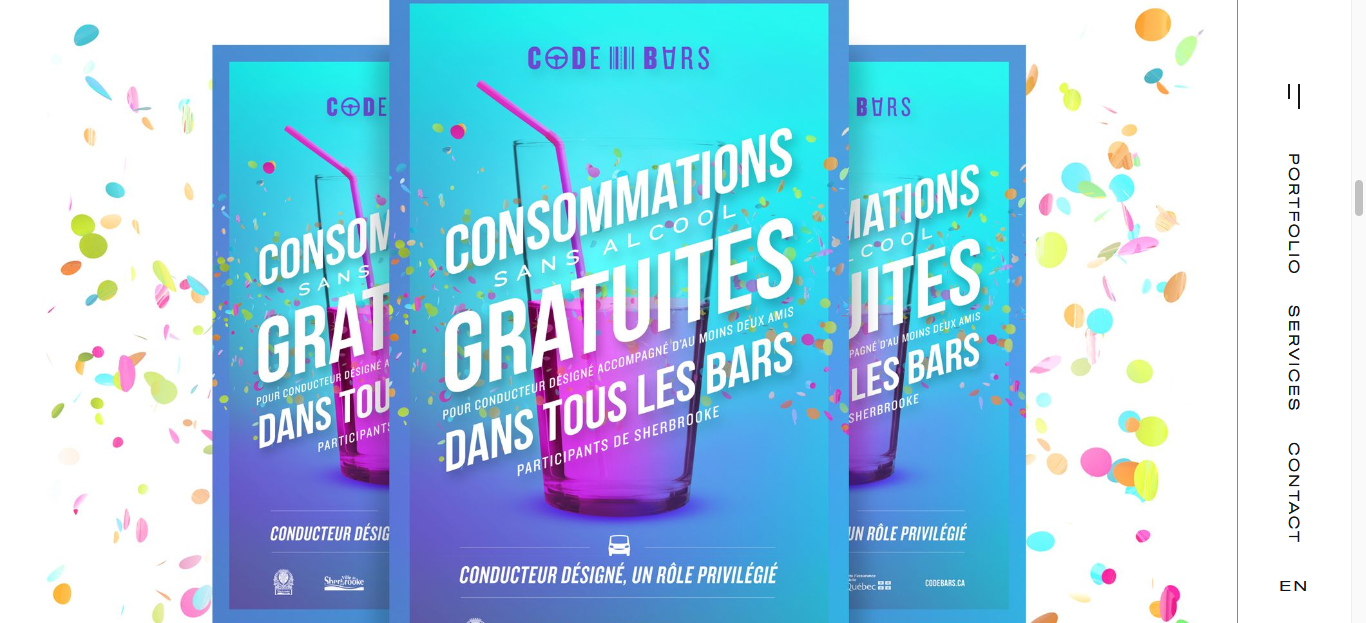 CODE BARS
CONSOMMATIONS
SANS ALCOOL
GRATUITES
POUR CONDUCTEUR DÉSIGNÉ ACCOMPAGNÉ D'AU MOINS DEUX AMIS
DANS TOUS LES BARS
PARTICIPANTS DE SHERBROOKE
CONDUCTEUR DÉSIGNÉ, UN RÔLE PRIVILÉGIÉ
CODE
CONSOM
SANS
GRAT
POUR CONDUCTEUR DÉSIGNÉ A
DANS TOU
PARTICIPANTS
CONDUCTEUR DÉSIG
Sherbrooke
BARS
MATIONS
COOL
UITES
PAGNÉ D'AU MOINS DEUX AMIS
LES BARS
SHERBROOKE
UN RÔLE PRIVILÉGIÉ
Québec
CODEBARS.CA
PORTFOLIO
SERVICES
CONTACT
EN